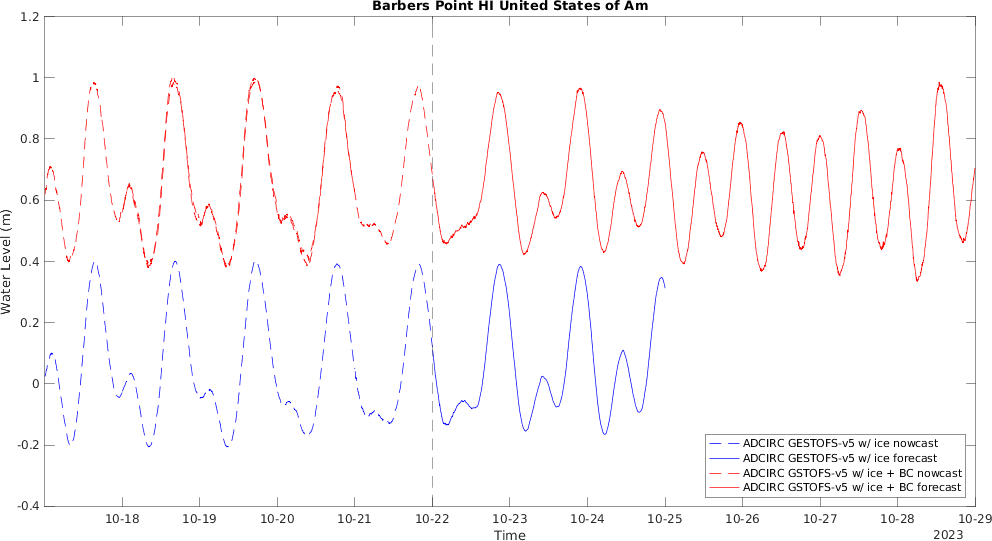 Barbers Point HI United States of Am
1.2
1
0.8
0.6
0.4
0.2
0
-0.2
-0.4
Water Level (m)
ADCIRC GESTOFS-v5 w/ ice nowcast
ADCIRC GESTOFS-v5 w/ ice forecast
ADCIRC GSTOFS-v5 w/ ice + BC nowcast
ADCIRC GSTOFS-v5 w/ ice + BC forecast
10-18 10-19 10-20 10-21 10-22 10-23 10-24 10-25 10-26 10-27 10-28 10-29
Time
2023